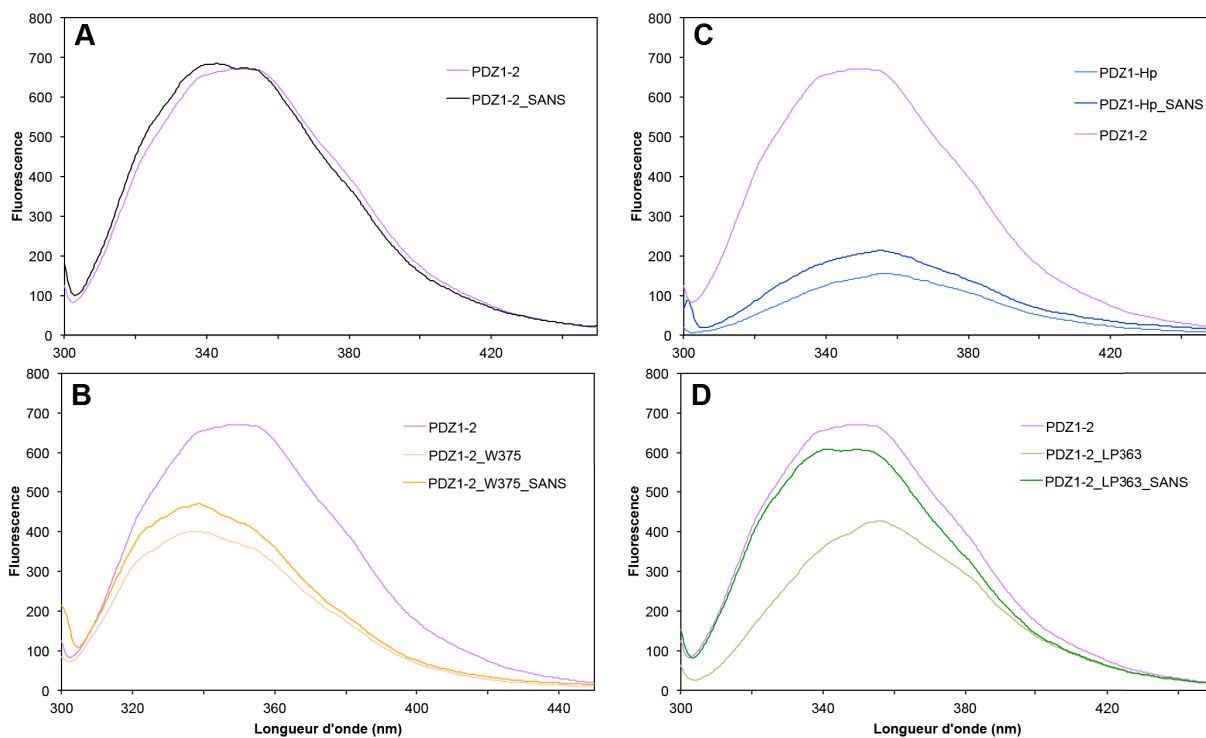 A
800
700
600
500
400
300
200
100
0
Fluorescence
300
340
380
420
PDZ1-2
PDZ1-2_SANS
C
800
700
600
500
400
300
200
100
0
Fluorescence
300
340
380
420
PDZ1-Hp
PDZ1-Hp_SANS
PDZ1-2
B
800
700
600
500
400
300
200
100
0
Fluorescence
300
320
340
360
380
400
420
440
Longueur d'onde (nm)
PDZ1-2
PDZ1-2_W375
PDZ1-2_W375_SANS
D
800
700
600
500
400
300
200
100
0
Fluorescence
300
340
380
420
Longueur d'onde (nm)
PDZ1-2
PDZ1-2_LP363
PDZ1-2_LP363_SANS